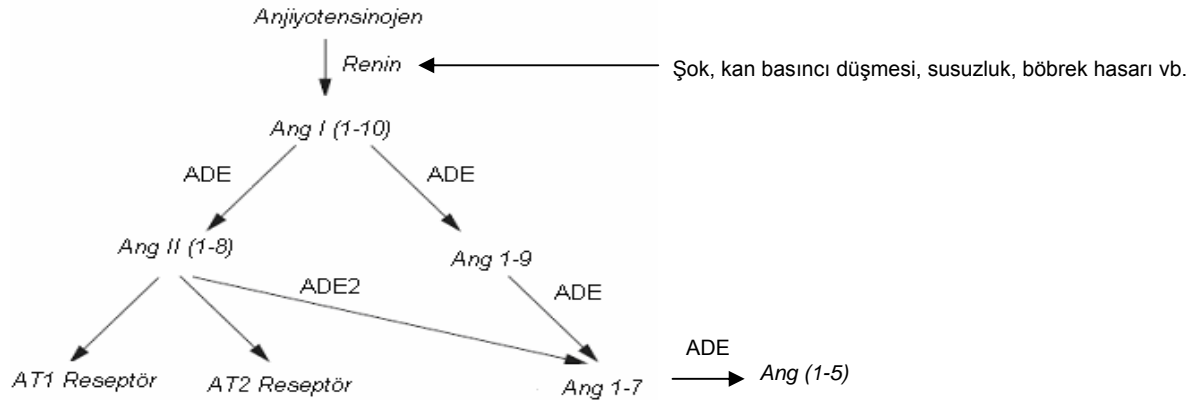 Anjiyotensinojen
Renin
Şok, kan basıncı düşmesi, susuzluk, böbrek hasarı vb.
Ang I (1-10)
ADE
ADE
Ang II (1-8)
Ang 1-9
ADE2
ADE
AT1 Reseptör
AT2 Reseptör
Ang 1-7
ADE
Ang (1-5)